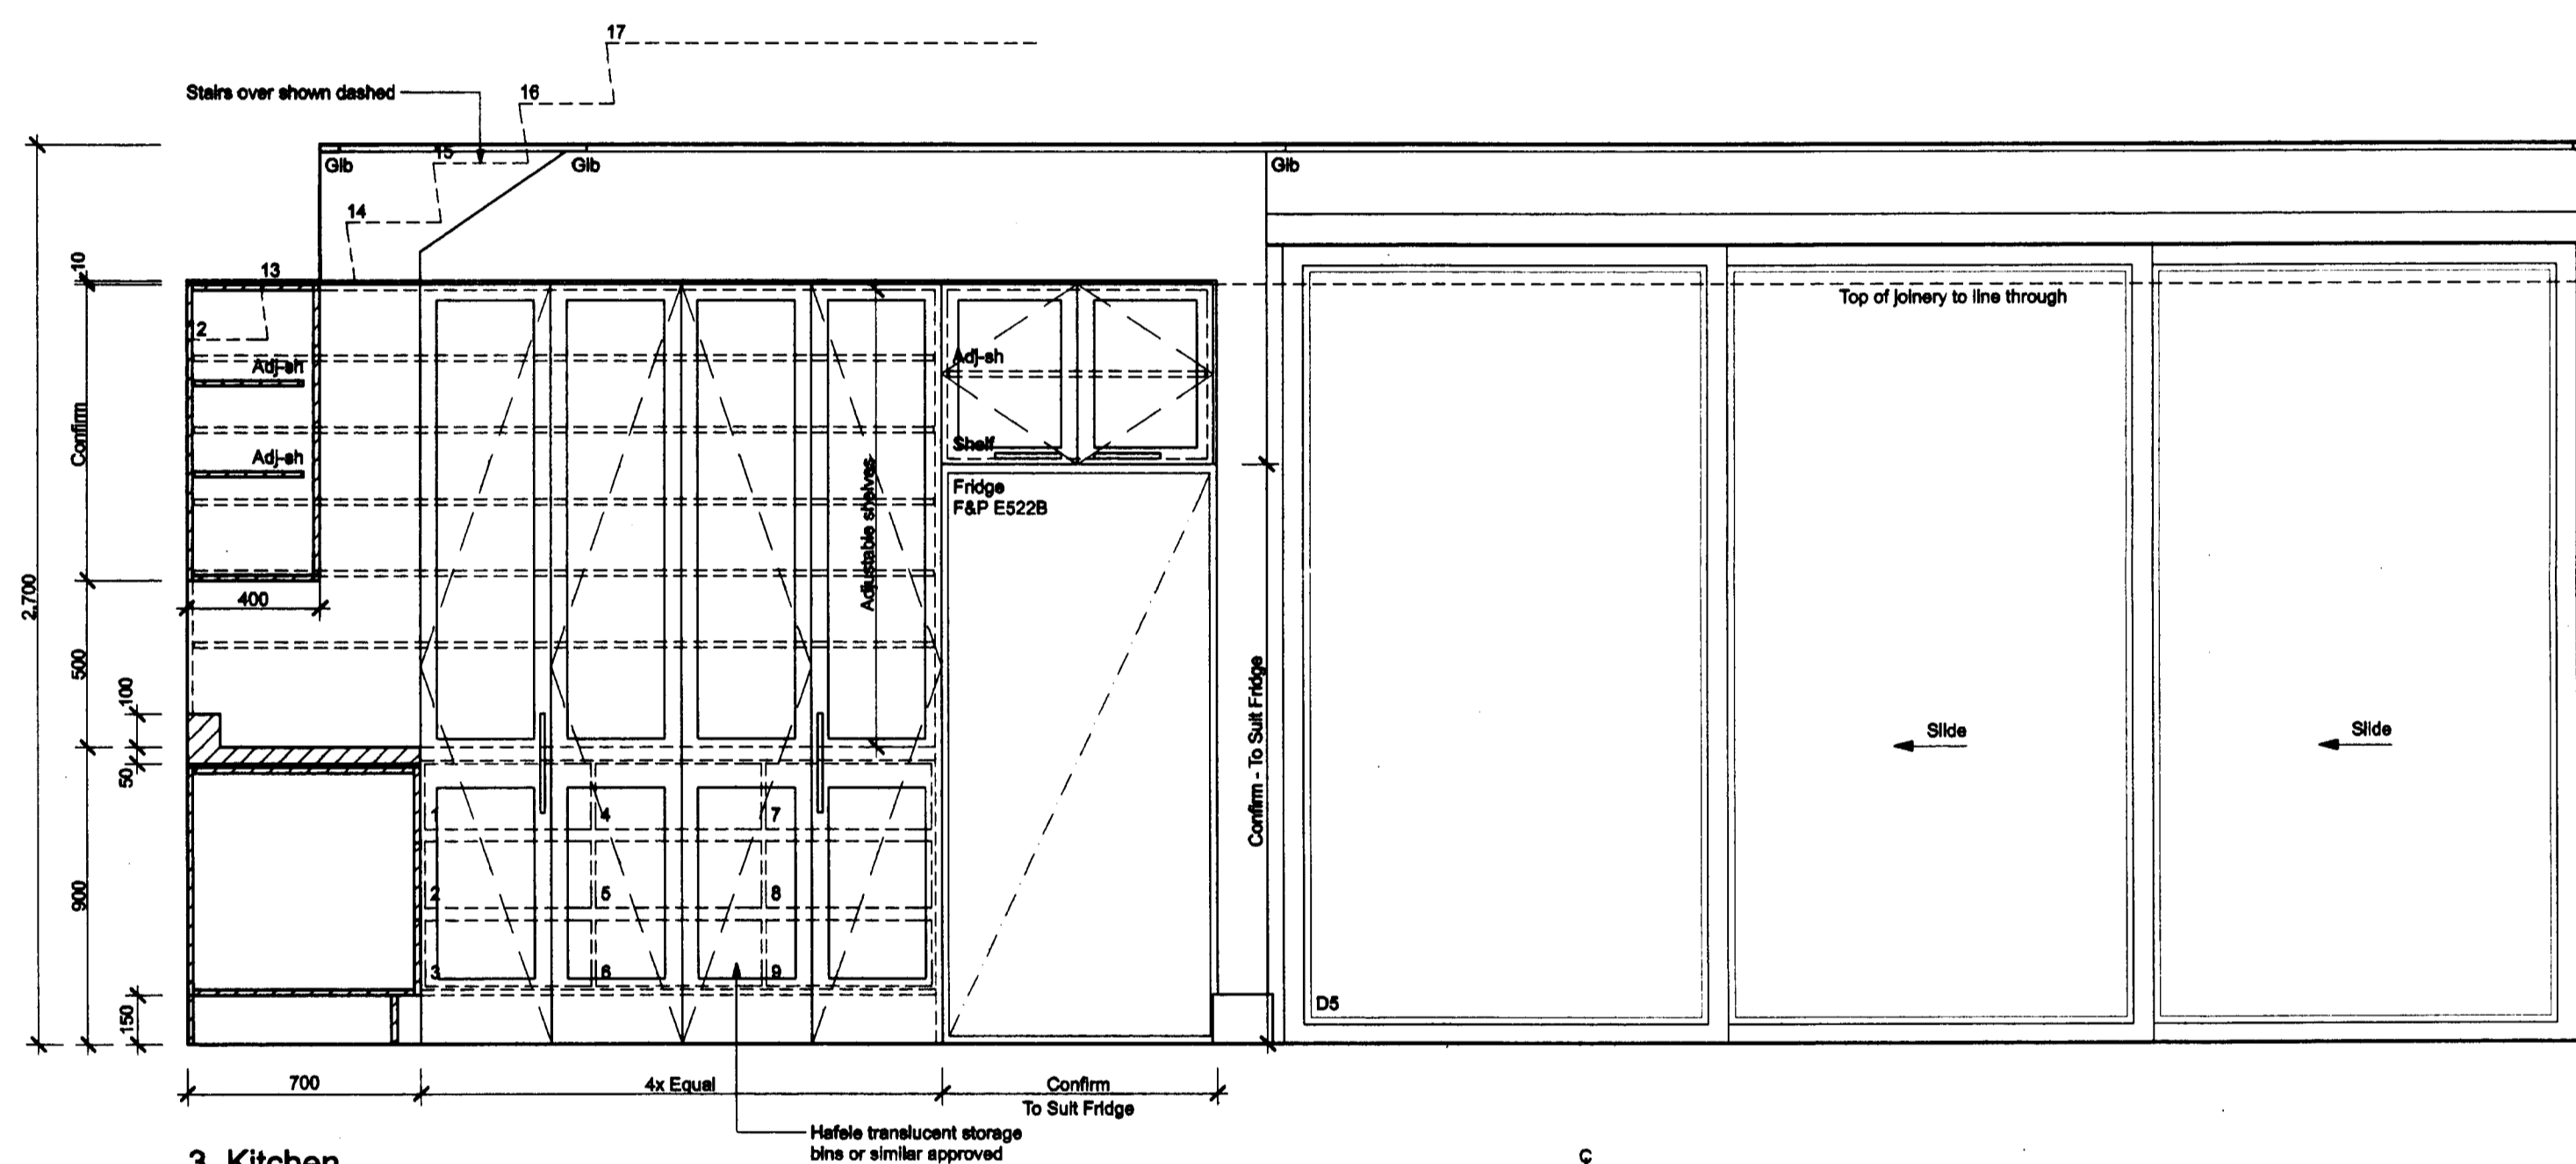 17
Stairs over shown dashed
16
15
Gib
Gib
Gib
14
10
13
Top of joinery to line through
2
Adj-sh
Adj-sh
Confirm
Adj-sh
Shelf
Adjustable shelves
Fridge
F&P E522B
2,700
400
500
100
Confirm - To Suit Fridge
Slide
Slide
50
1
4
7
900
2
5
8
3
6
9
150
D5
700
4x Equal
Confirm
To Suit Fridge
Hafele translucent storage
bins or similar approved
3 Kitchen